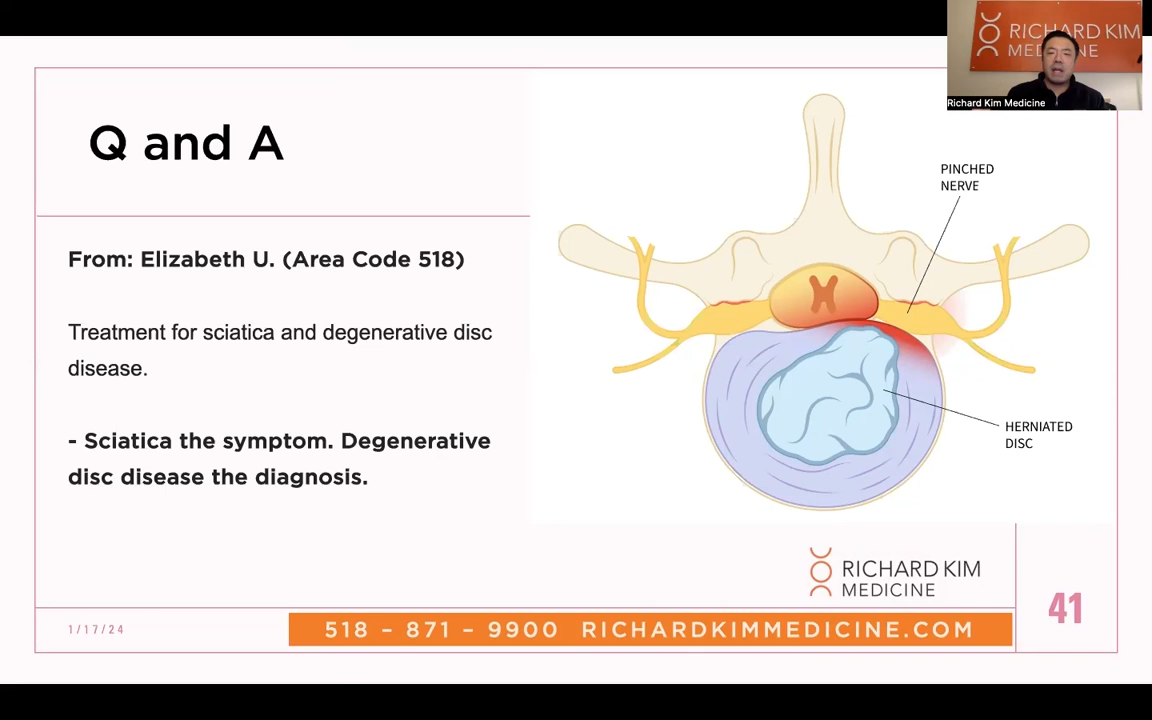 RICHARD KIM
MEDICINE
Richard Kim Medicine
Q and A
From: Elizabeth U. (Area Code 518)
Treatment for sciatica and degenerative disc
disease.
- Sciatica the symptom. Degenerative
disc disease the diagnosis.
PINCHED
NERVE
HERNIATED
DISC
RICHARD KIM
MEDICINE
1/17/24
518 - 871 - 9900 RICHARDKIMMEDICINE.COM
41